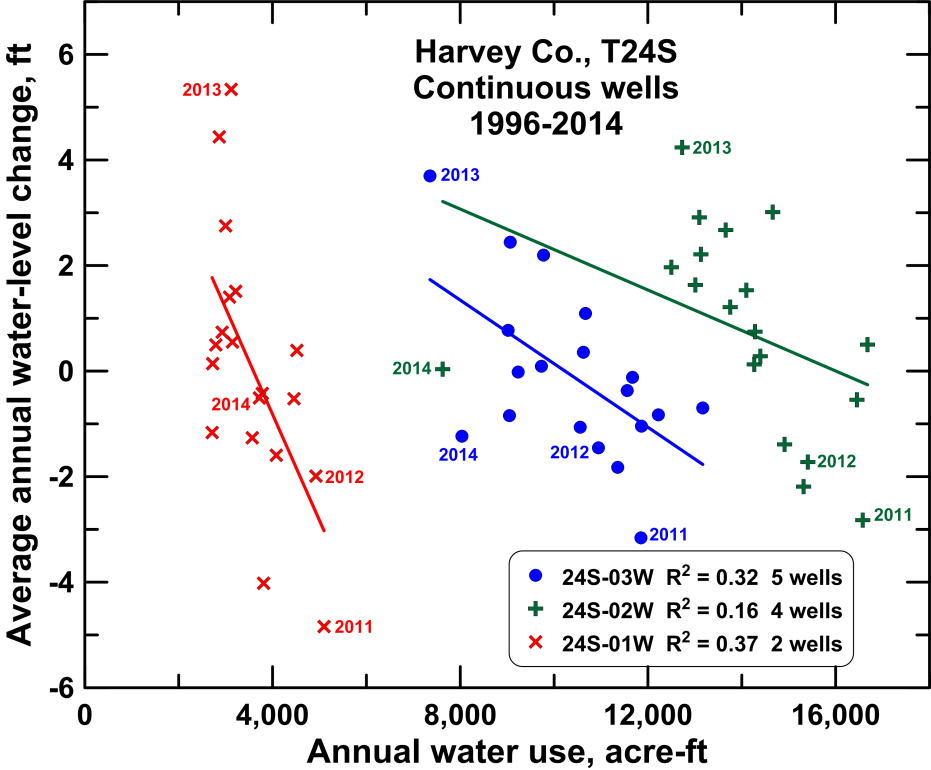 Harvey Co., T24S
Continuous wells
1996-2014
Average annual water-level change, ft
6
4
2
0
-2
-4
-6
2013
2013
2013
2014
2014
2014
2012
2012
2012
2011
2011
2011
24S-03W R² = 0.32 5 wells
24S-02W R² = 0.16 4 wells
24S-01W R² = 0.37 2 wells
0 4,000 8,000 12,000 16,000
Annual water use, acre-ft